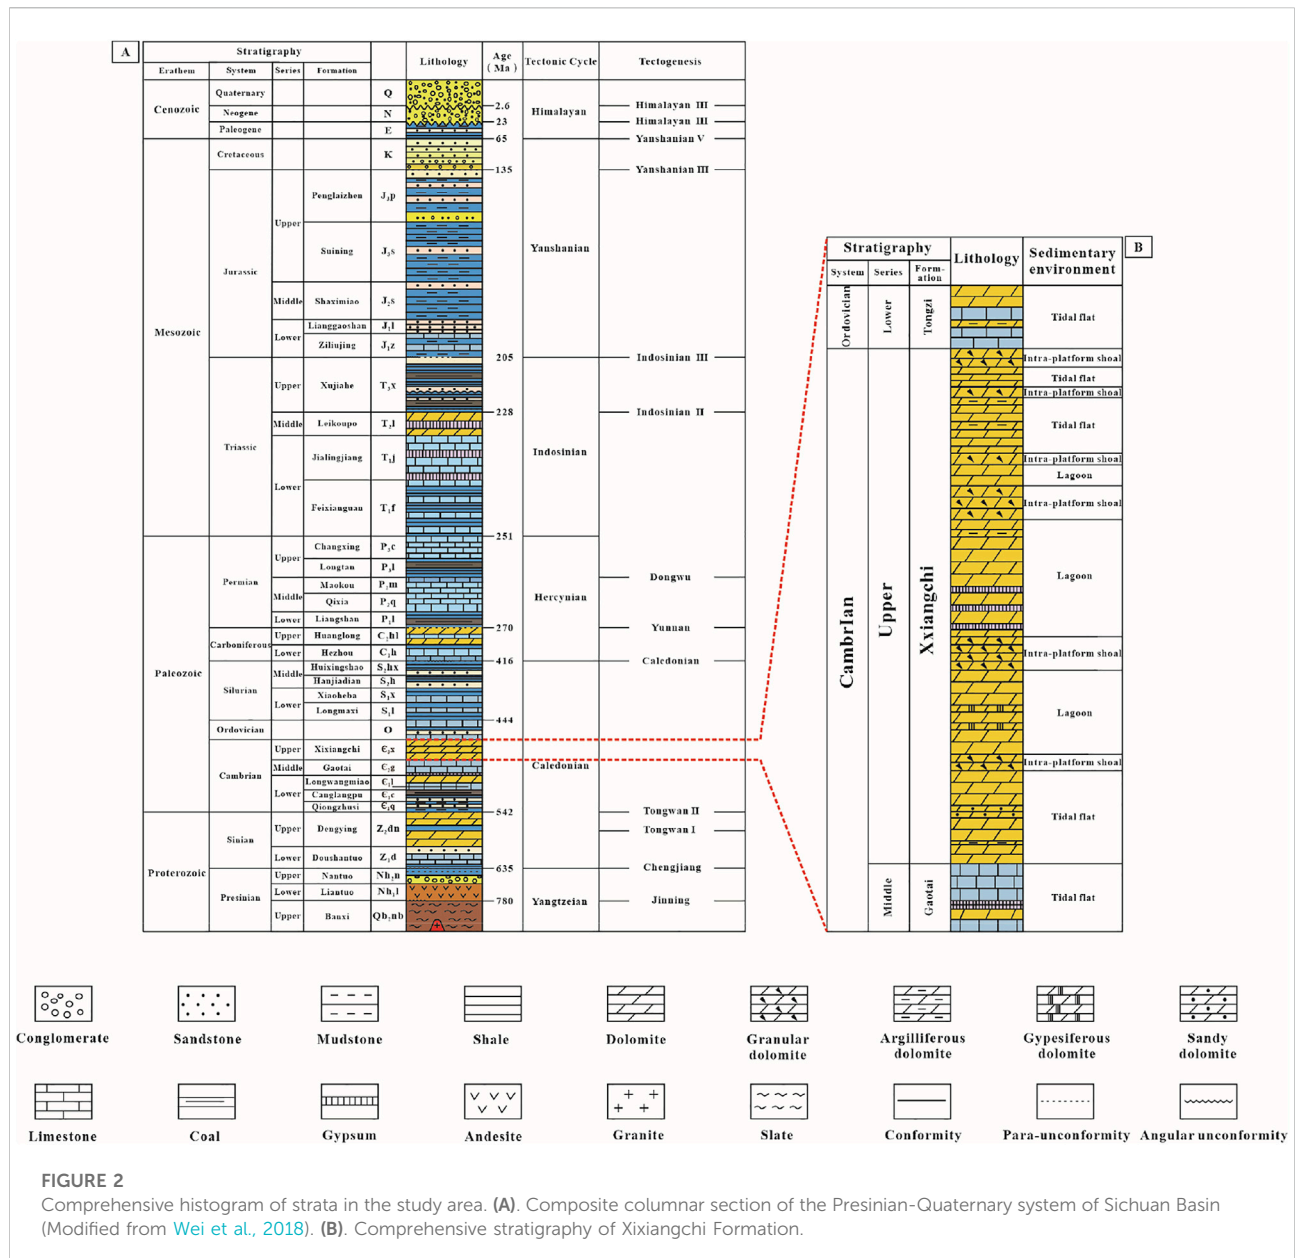 A
Stratigraphy
Erathem System Series Formation
Lithology
Age
( Ma )
Tectonic Cycle
Tectogenesis
Cenozoic
Quaternary Q
2.6 Himalayan III
Neogene N
23 Himalayan III
Paleogene E
Himalayan
65 Yanshanian V
Mesozoic
Cretaceous K
135 Yanshanian III
Jurassic
Upper
Penglaizhen J₃p
Suining J₃s
Yanshanian
Middle Shaximiao J₂s
Lower
Lianggaoshan J₁l
Ziliujing J₁z
205 Indosinian III
Triassic
Upper Xujiahe T₃x
228 Indosinian II
Middle Leikoupo T₂l
Lower
Jialingjiang T₁j
Indosinian
Feixianguan T₁f
251
Paleozoic
Permian
Upper
Changxing P₃c
Longtan P₃l
Dongwu
Middle
Maokou P₂m
Qixia P₂q
Hercynian
Lower Liangshan P₁l
270 Yunnan
Carboniferous
Upper Huanglong C₂hl
Lower Hezhou C₂h
416 Caledonian
Silurian
Middle
Huixingshao S₂hx
Hanjiadian S₂h
Lower
Xiaoheba S₁x
Longmaxi S₁l
444
Ordovician O
Cambrian
Upper Xixiangchi Є₃x
Middle Gaotai Є₂g
Caledonian
Lower
Longwangmiao Є₁l
Canglangpu Є₁c
Qiongzhusi Є₁q
542 Tongwan II
Proterozoic
Sinian
Upper Dengying Z₂dn
Tongwan I
Lower Doushantuo Z₂d
635 Chengjiang
Presinian
Upper Nantuo Nh₂n
Lower Liantuo Nh₁l
780 Jinning
Yangtzeian
Upper Banxi Qb₂nb
B
Stratigraphy
System Series Form-
ation
Lithology
Sedimentary
environment
Ordovician
Lower
Tongzi
Tidal flat
CambrIan
Upper
Xxiangchi
Intra-platform shoal
Tidal flat
Intra-platform shoal
Tidal flat
Intra-platform shoal
Lagoon
Intra-platform shoal
Lagoon
Intra-platform shoal
Lagoon
Intra-platform shoal
Tidal flat
Middle
Gaotai
Tidal flat
Conglomerate Sandstone Mudstone Shale Dolomite Granular
dolomite Argilliferous
dolomite Gypesiferous
dolomite Sandy
dolomite
Limestone Coal Gypsum Andesite Granite Slate Conformity Para-unconformity Angular unconformity
FIGURE 2
Comprehensive histogram of strata in the study area. (A). Composite columnar section of the Presinian-Quaternary system of Sichuan Basin
(Modified from Wei et al., 2018). (B). Comprehensive stratigraphy of Xixiangchi Formation.